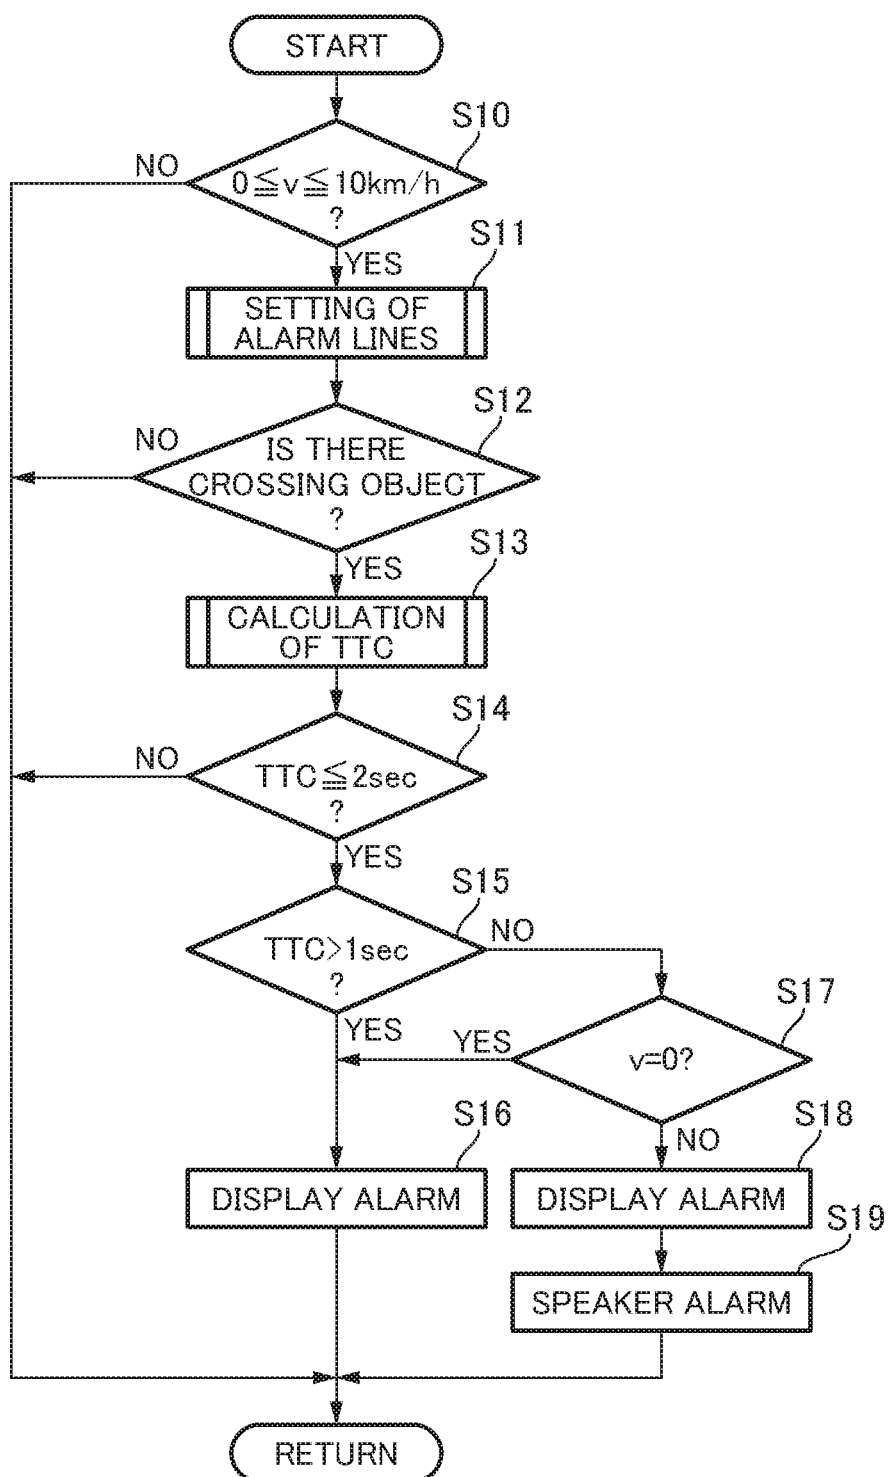 START
S10
NO
0≦v≦10km/h
?
YES
S11
SETTING OF
ALARM LINES
S12
NO
IS THERE
CROSSING OBJECT
?
YES
S13
CALCULATION
OF TTC
S14
NO
TTC≦2sec
?
YES
S15
NO
TTC>1sec
?
S17
YES
YES
v=0?
S16
NO
S18
DISPLAY ALARM
DISPLAY ALARM
S19
SPEAKER ALARM
RETURN